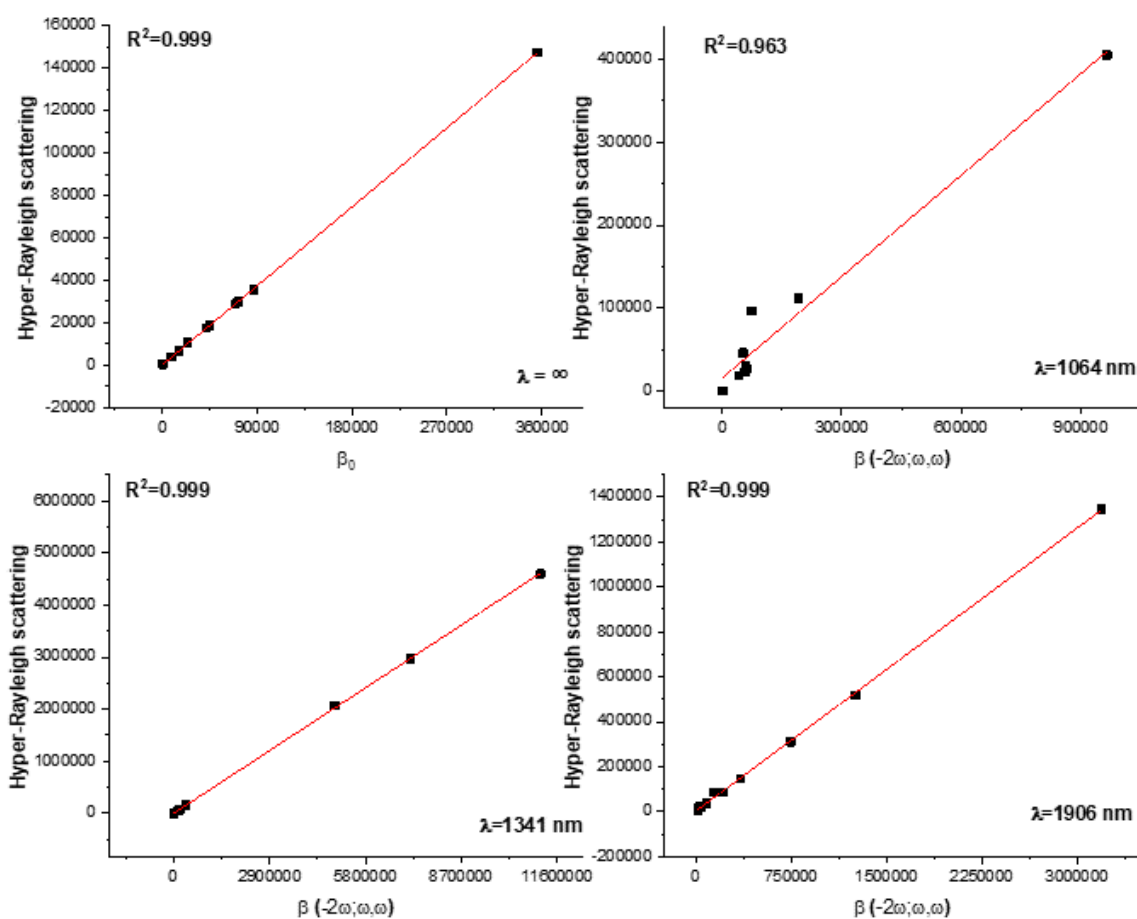 R²=0.999
Hyper-Rayleigh scattering
160000
140000
120000
100000
80000
60000
40000
20000
0
-20000
0 90000 180000 270000 360000
β₀
λ = ∞
R²=0.963
Hyper-Rayleigh scattering
400000
300000
200000
100000
0
0 300000 600000 900000
β (-2ω;ω,ω)
λ=1064 nm
R²=0.999
Hyper-Rayleigh scattering
6000000
5000000
4000000
3000000
2000000
1000000
0
0 2900000 5800000 8700000 11600000
β (-2ω;ω,ω)
λ=1341 nm
R²=0.999
Hyper-Rayleigh scattering
1400000
1200000
1000000
800000
600000
400000
200000
0
-200000
0 750000 1500000 2250000 3000000
β (-2ω;ω,ω)
λ=1906 nm